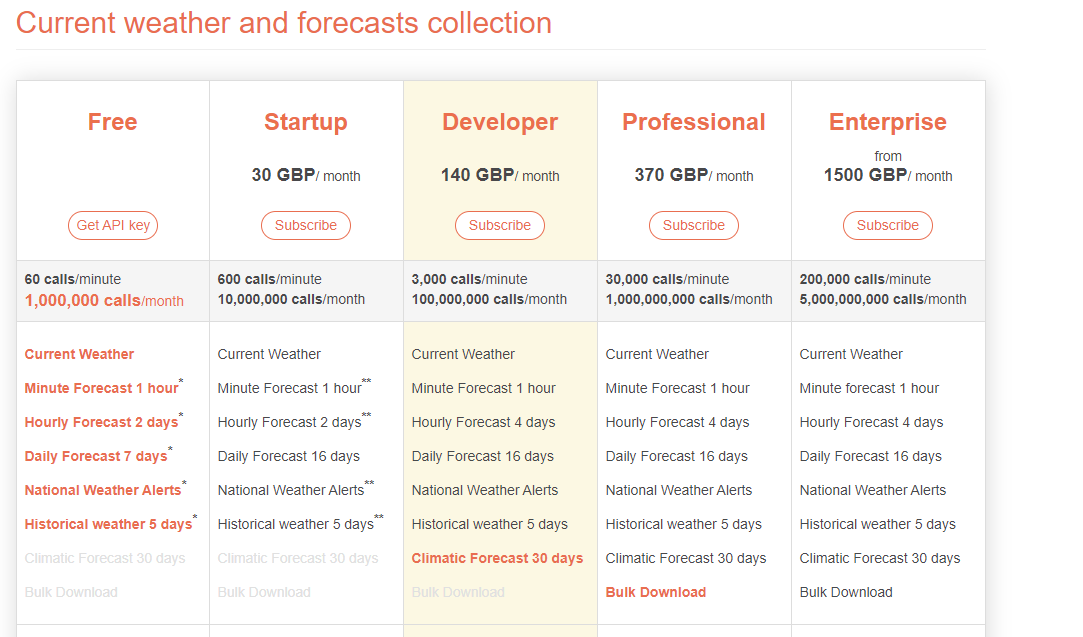 Current weather and forecasts collection
Free
Startup
Developer
Professional
Enterprise
30 GBP/ month
140 GBP/ month
370 GBP/ month
from
1500 GBP/ month
Get API key
Subscribe
Subscribe
Subscribe
Subscribe
60 calls/minute
1,000,000 calls/month
600 calls/minute
10,000,000 calls/month
3,000 calls/minute
100,000,000 calls/month
30,000 calls/minute
1,000,000,000 calls/month
200,000 calls/minute
5,000,000,000 calls/month
Current Weather
Minute Forecast 1 hour*
Hourly Forecast 2 days*
Daily Forecast 7 days*
National Weather Alerts*
Historical weather 5 days*
Climatic Forecast 30 days
Bulk Download
Current Weather
Minute Forecast 1 hour**
Hourly Forecast 2 days**
Daily Forecast 16 days
National Weather Alerts**
Historical weather 5 days**
Climatic Forecast 30 days
Bulk Download
Current Weather
Minute Forecast 1 hour
Hourly Forecast 4 days
Daily Forecast 16 days
National Weather Alerts
Historical weather 5 days
Climatic Forecast 30 days
Bulk Download
Current Weather
Minute Forecast 1 hour
Hourly Forecast 4 days
Daily Forecast 16 days
National Weather Alerts
Historical weather 5 days
Climatic Forecast 30 days
Bulk Download
Current Weather
Minute forecast 1 hour
Hourly Forecast 4 days
Daily Forecast 16 days
National Weather Alerts
Historical weather 5 days
Climatic Forecast 30 days
Bulk Download